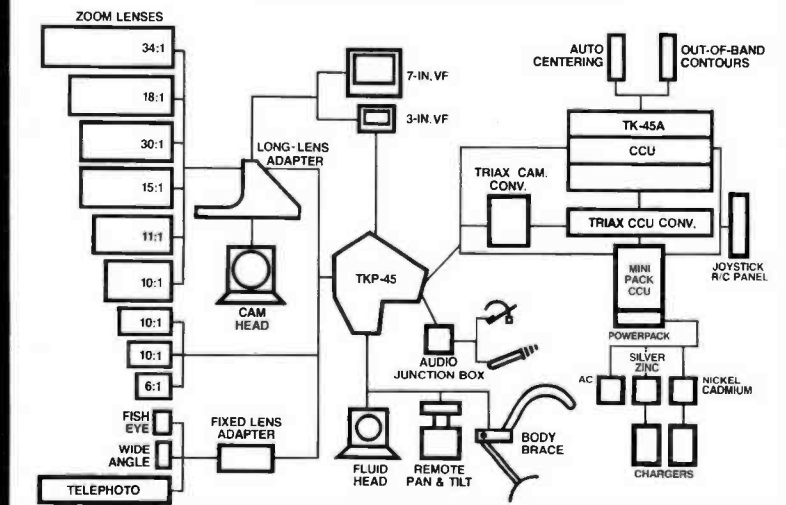 ZOOM LENSES
34:1
18:1
30:1
15:1
11:1
10:1
10:1
10:1
6:1
FISH
EYE
WIDE
ANGLE
TELEPHOTO
FIXED LENS
ADAPTER
LONG-LENS
ADAPTER
CAM
HEAD
7-IN. VF
3-IN. VF
TKP-45
FLUID
HEAD
REMOTE
PAN & TILT
BODY
BRACE
AUDIO
JUNCTION BOX
TRIAX CAM.
CONV.
AUTO
CENTERING
OUT-OF-BAND
CONTOURS
TK-45A
CCU
TRIAX CCU CONV.
MINI
PACK
CCU
POWERPACK
JOYSTICK
R/C PANEL
AC
SILVER
ZINC
NICKEL
CADMIUM
CHARGERS